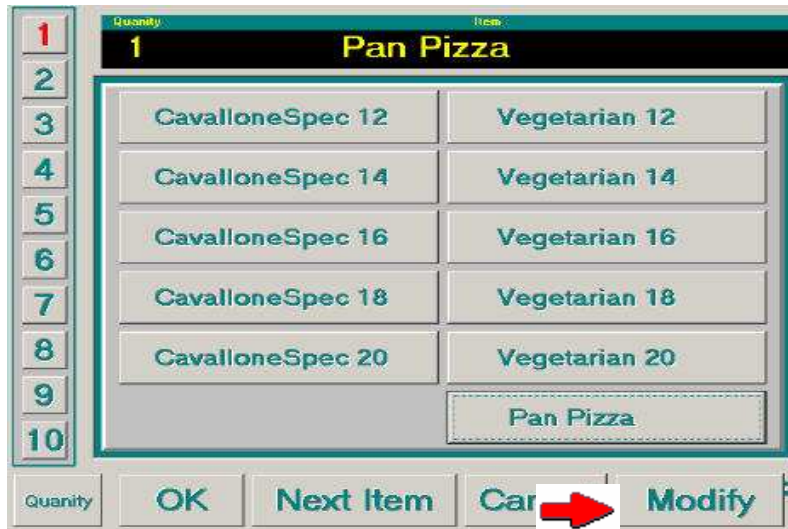 Quanity Item
1 Pan Pizza
1
2
3
4
5
6
7
8
9
10
CavalloneSpec 12 Vegetarian 12
CavalloneSpec 14 Vegetarian 14
CavalloneSpec 16 Vegetarian 16
CavalloneSpec 18 Vegetarian 18
CavalloneSpec 20 Vegetarian 20
Pan Pizza
Quanity OK Next Item Modify